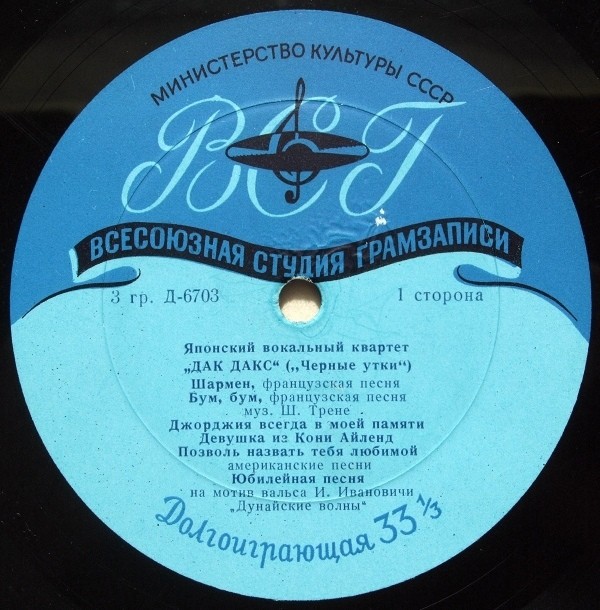 МИНИСТЕРСТВО КУЛЬТУРЫ СССР
ВСГ
ВСЕСОЮЗНАЯ СТУДИЯ ГРАМЗАПИСИ
3 гр. Д-6703
1 сторона
Японский вокальный квартет
„ДАК ДАКС“ („Черные утки“)
Шармен, французская песня
Бум, бум, французская песня
муз. Ш. Трене
Джорджия всегда в моей памяти
Девушка из Кони Айленд
Позволь назвать тебя любимой
американские песни
Юбилейная песня
на мотив вальса И. Ивановичи
„Дунайские волны“
Долгоиграющая 33 1/3